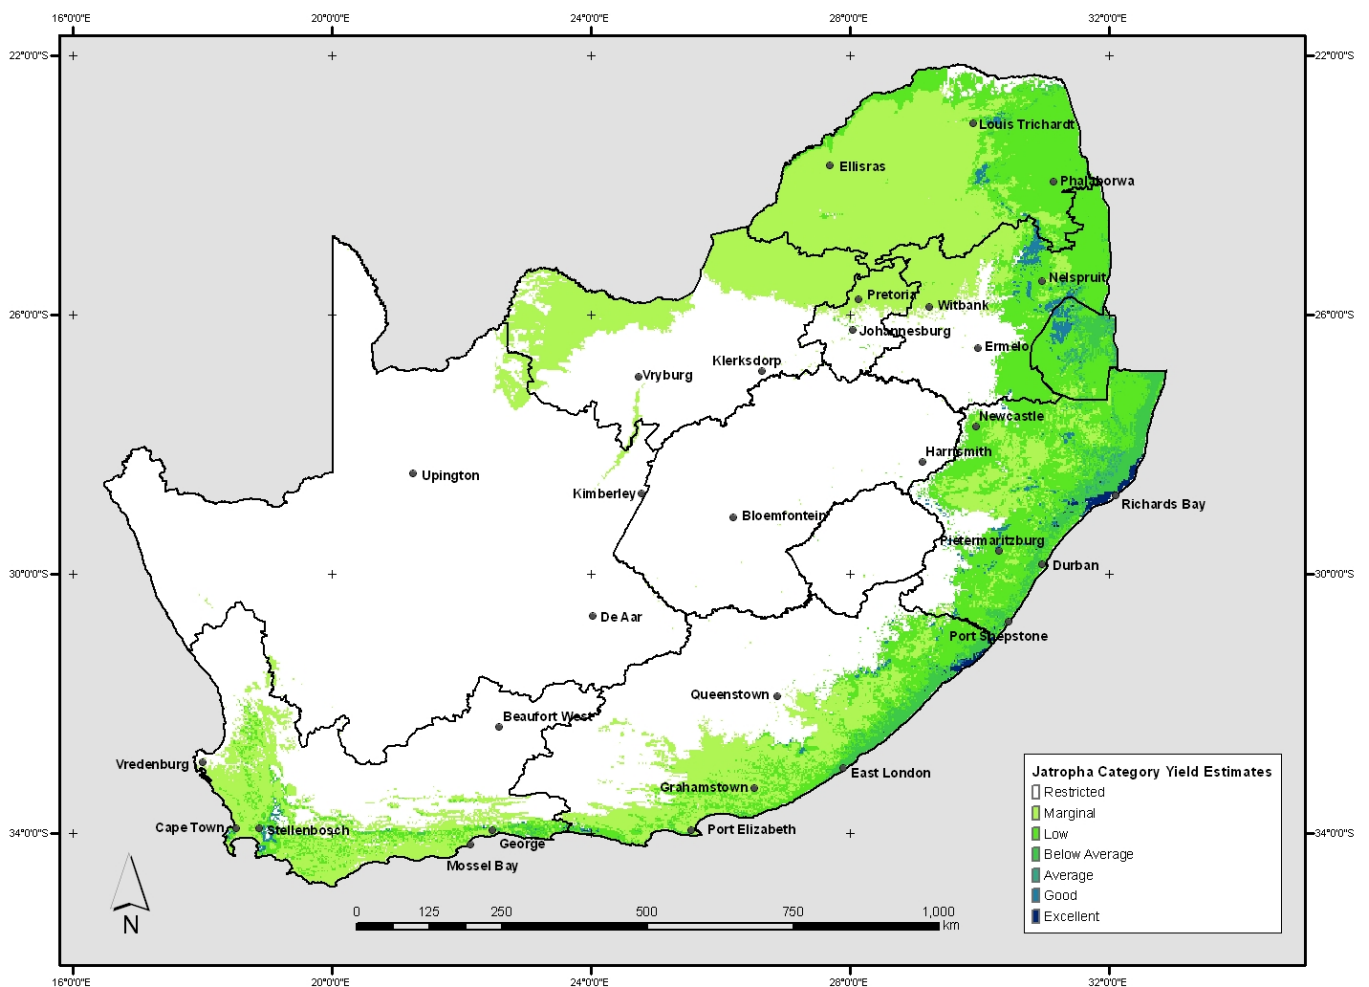 16°0'0"E 20°0'0"E 24°0'0"E 28°0'0"E 32°0'0"E
22°0'0"S 22°0'0"S
Louis Trichardt
Ellisras
Phalaborwa
Nelspruit
Pretoria
Witbank
26°0'0"S 26°0'0"S
Johannesburg
Ermelo
Klerksdorp
Vryburg
Newcastle
Harrismith
Upington
Kimberley
Richards Bay
Bloemfontein
Pietermaritzburg
Durban
30°0'0"S 30°0'0"S
De Aar
Port Shepstone
Queenstown
Beaufort West
Vredenburg
East London
Grahamstown
Cape Town
Stellenbosch
Port Elizabeth
34°0'0"S 34°0'0"S
George
Mossel Bay
Jatropha Category Yield Estimates
Restricted
Marginal
Low
Below Average
Average
Good
Excellent
N
0 125 250 500 750 1,000
km
16°0'0"E 20°0'0"E 24°0'0"E 28°0'0"E 32°0'0"E